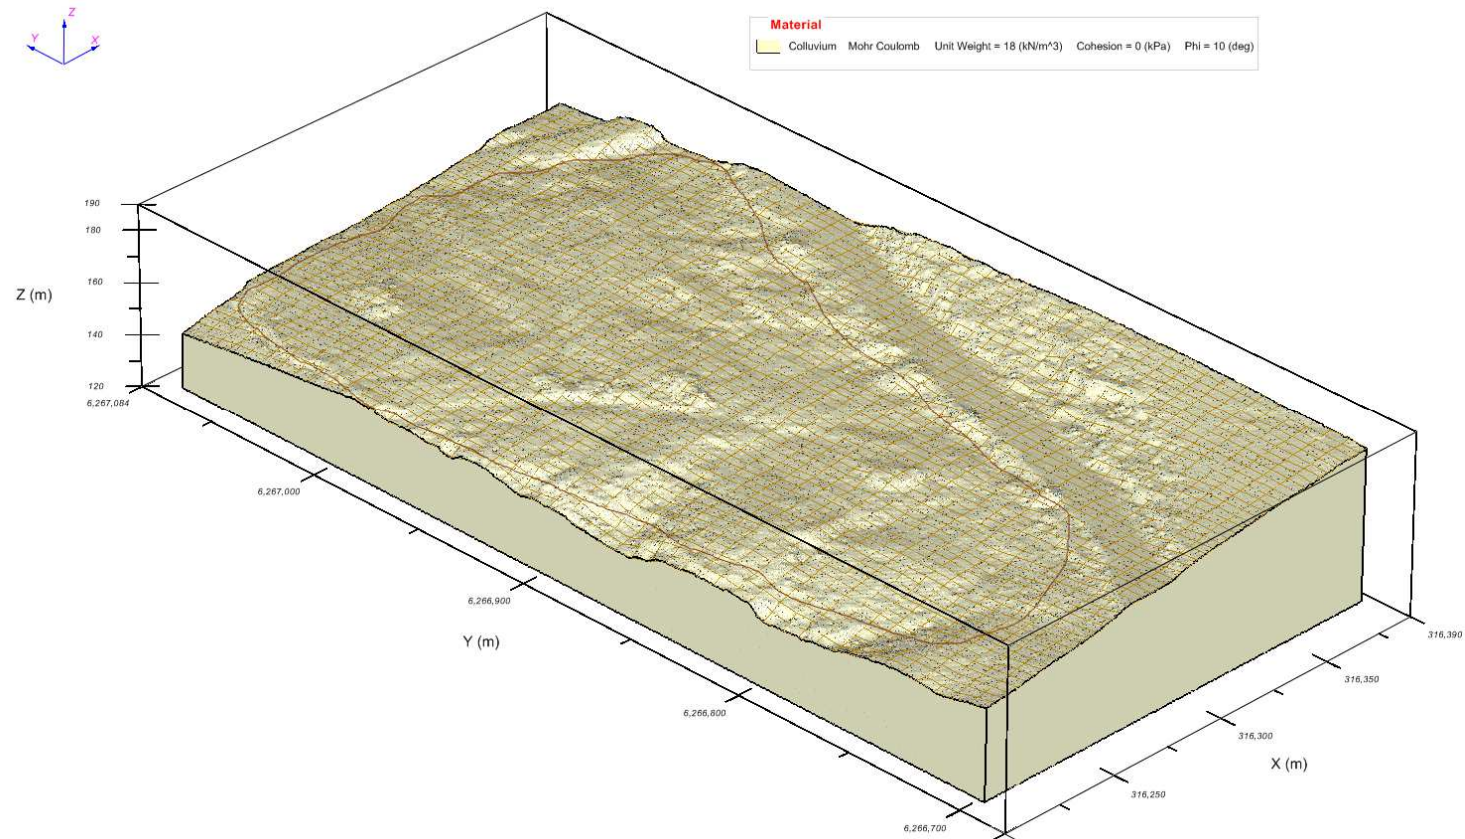 Z
Y
X
Material
Colluvium Mohr Coulomb Unit Weight = 18 (kN/m^3) Cohesion = 0 (kPa) Phi = 10 (deg)
190
180
160
Z (m)
140
120
6,267,084
6,267,000
6,266,900
Y (m)
6,266,800
6,266,700
316,390
316,350
316,300
X (m)
316,250